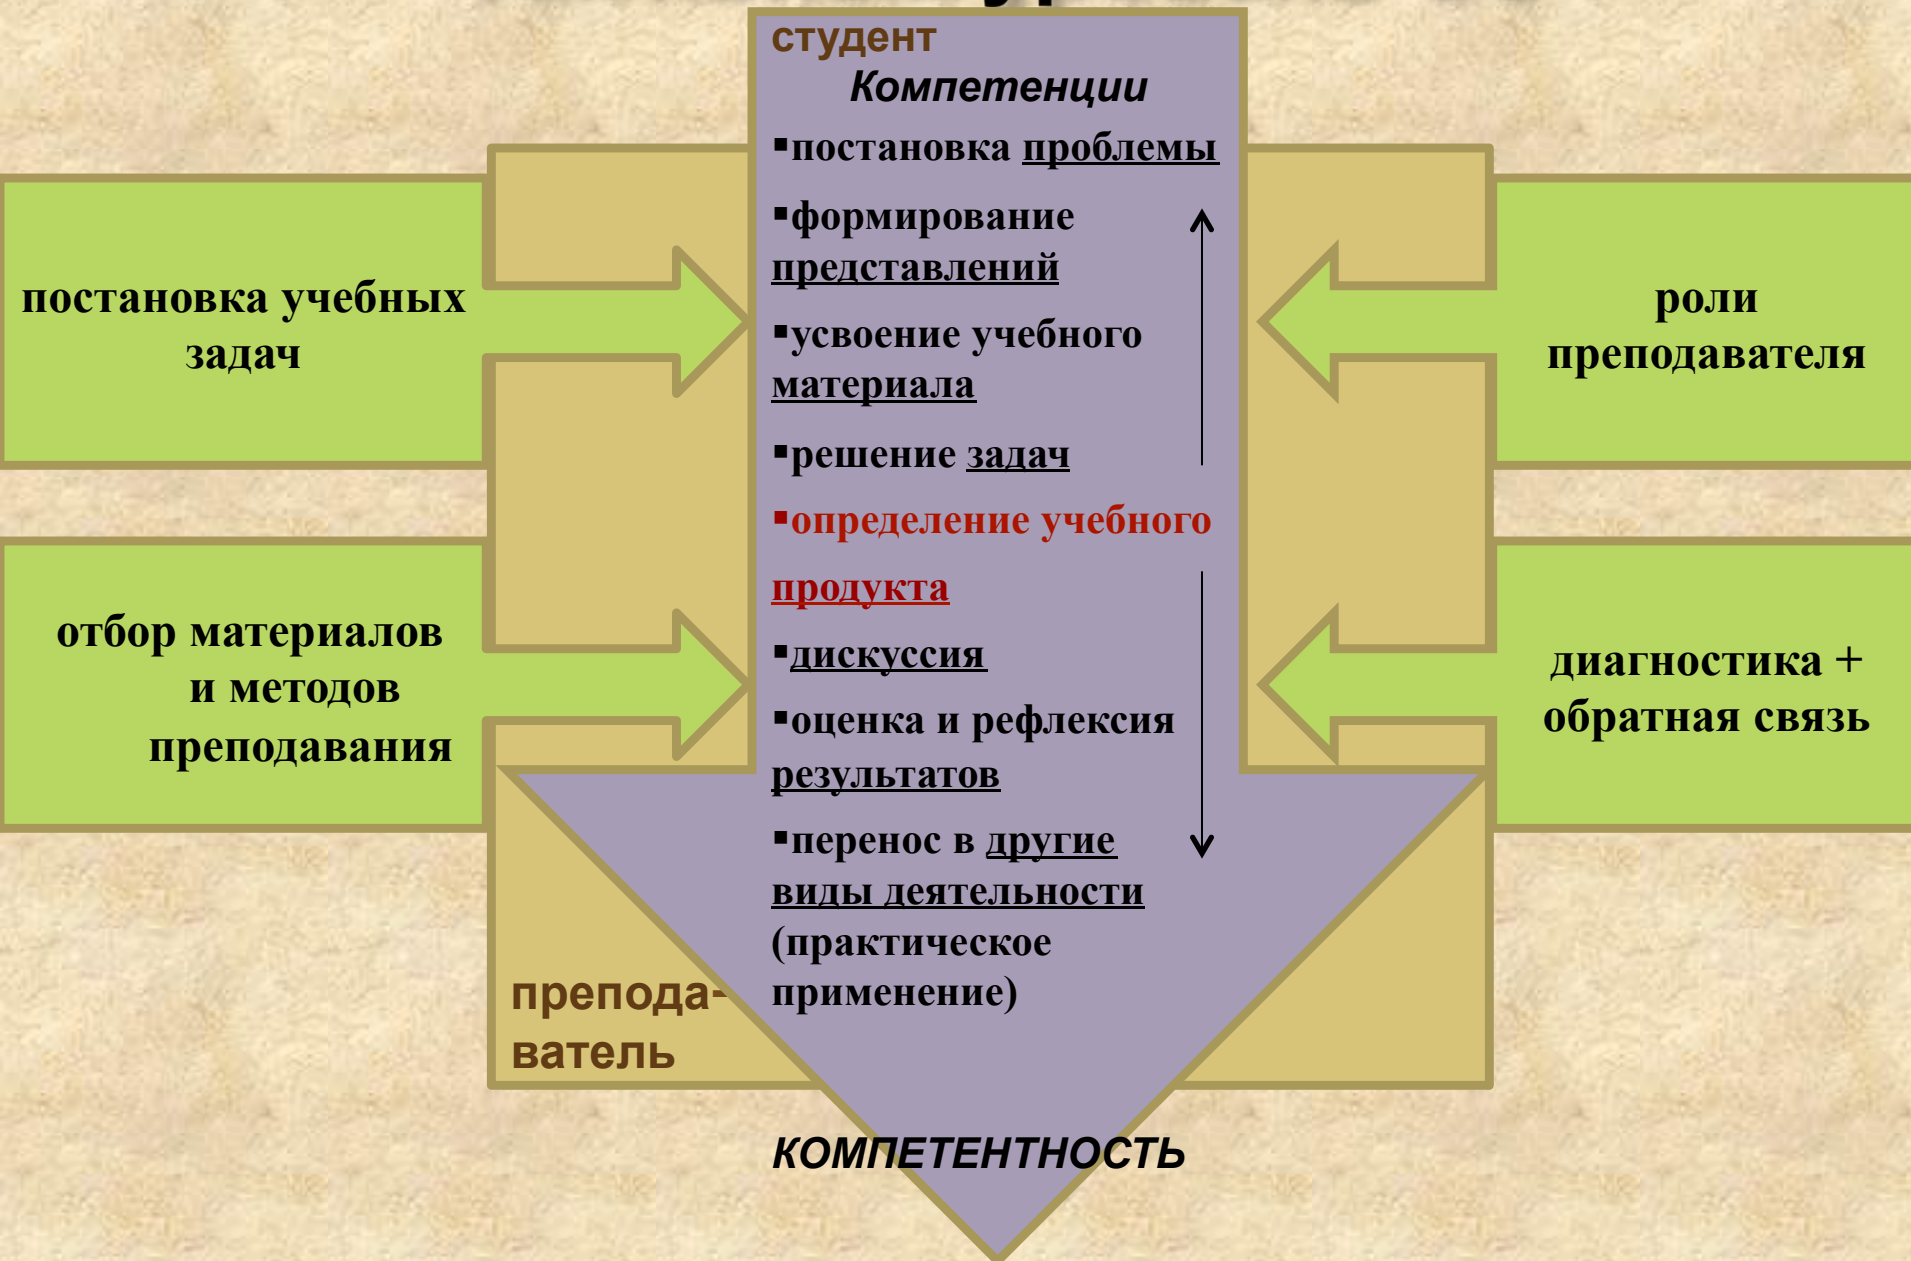 студент
Компетенции
▪постановка проблемы
▪формирование
представлений
▪усвоение учебного
материала
▪решение задач
▪определение учебного
продукта
▪дискуссия
▪оценка и рефлексия
результатов
▪перенос в другие
виды деятельности
(практическое
применение)
КОМПЕТЕНТНОСТЬ
постановка учебных
задач
отбор материалов
и методов
преподавания
роли
преподавателя
диагностика +
обратная связь
препода-
ватель